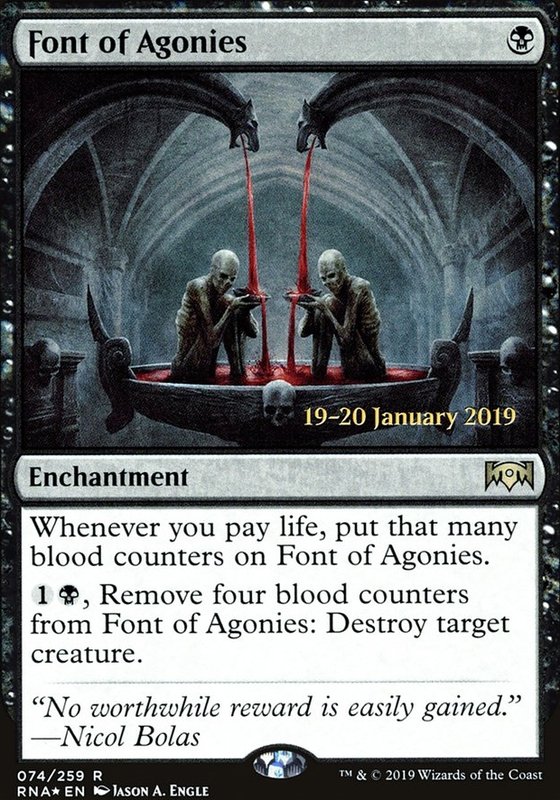 Font of Agonies
19–20 January 2019
Enchantment
Whenever you pay life, put that many
blood counters on Font of Agonies.
1, Remove four blood counters
from Font of Agonies: Destroy target
creature.
“No worthwhile reward is easily gained.”
—Nicol Bolas
074/259 R
RNA★EN Jason A. Engle
™ & © 2019 Wizards of the Coast